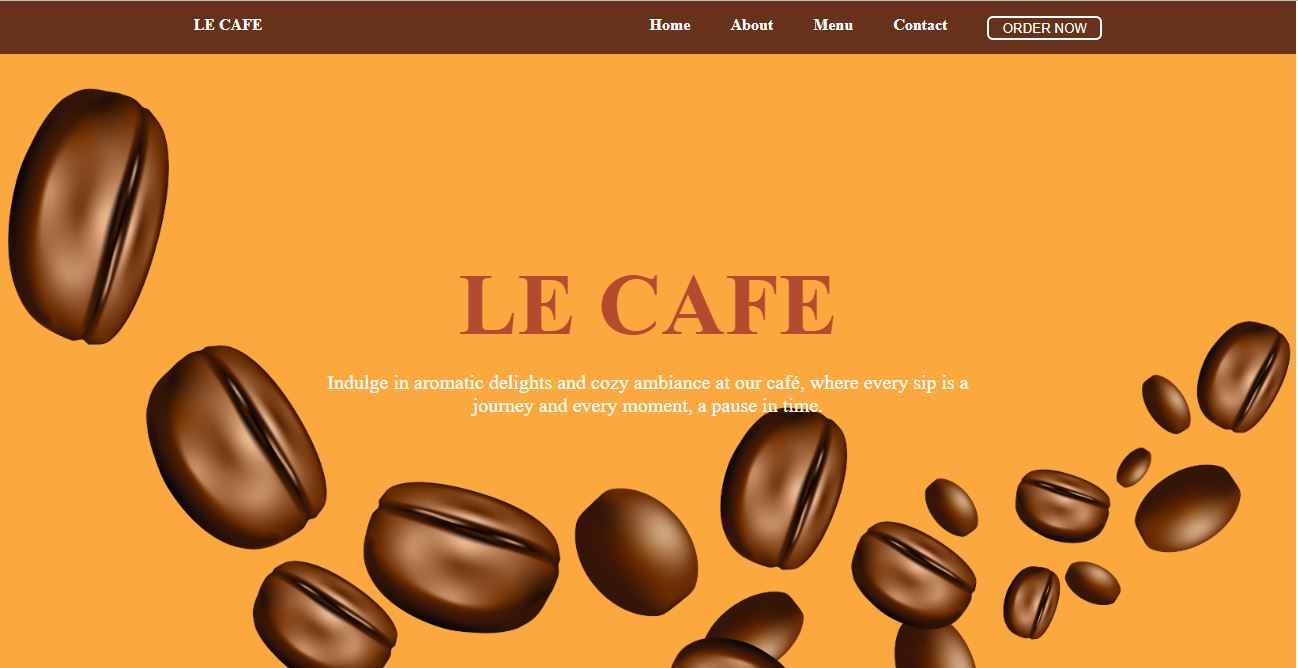 LE CAFE Home About Menu Contact ORDER NOW
LE CAFE
Indulge in aromatic delights and cozy ambiance at our café, where every sip is a
journey and every moment, a pause in time.